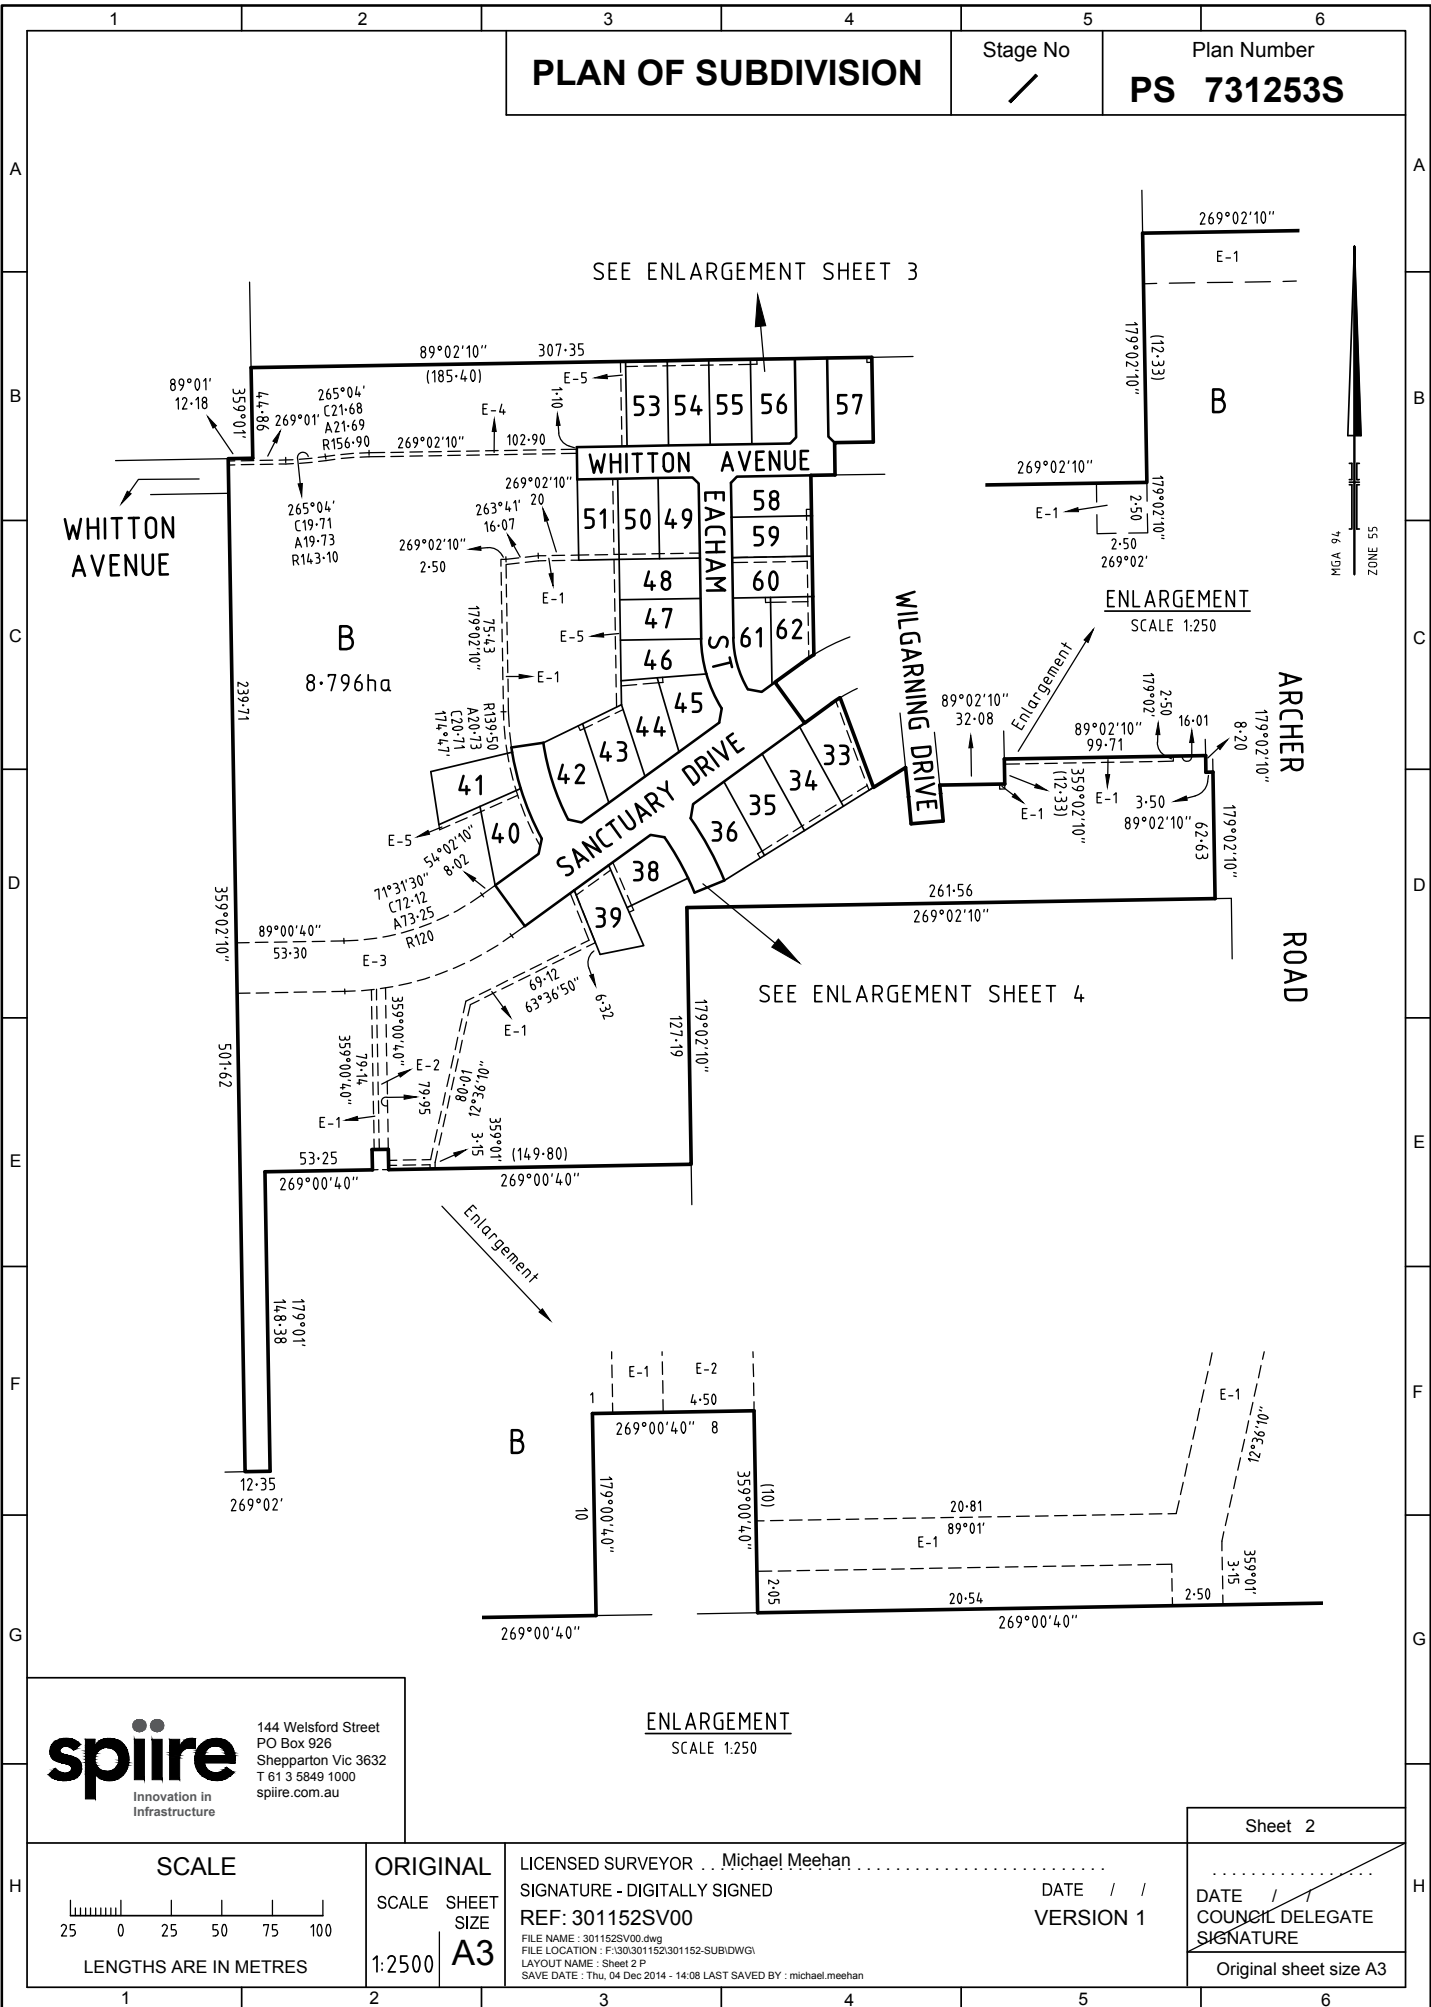 1 2 3 4 5 6
PLAN OF SUBDIVISION
Stage No
/
Plan Number
PS 731253S
A A
B B
C C
D D
E E
F F
G G
H H
SEE ENLARGEMENT SHEET 3
269°02'10"
E-1
179°02'10"
(12·33)
B
269°02'10"
E-1
2·50
179°02'10"
2·50
269°02'
ENLARGEMENT
SCALE 1:250
MGA 94
ZONE 55
89°02'10" 307·35
(185·40)
E-5
89°01'
12·18
359°01'
44·86
269°01'
265°04'
C21·68
A21·69
R156·90
269°02'10"
E-4
102·90
1·10
53 54 55 56 57
WHITTON AVENUE
265°04'
C19·71
A19·73
R143·10
WHITTON
AVENUE
269°02'10"
20
263°41'
16·07
269°02'10"
2·50
51 50 49
EACHAM ST
58
59
60
61 62
48
47
46
45
44
43
42
41
40
E-1
E-5
E-1
75·43
179°02'10"
R139·50
A20·73
C20·71
174°47'
B
8·796ha
239·71
359°02'10"
501·62
WILGARNING DRIVE
89°02'10"
32·08
Enlargement
89°02'10"
99·71
179°02'
2·50
16·01
8·20
179°02'10"
ARCHER
ROAD
359°02'10"
(12·33)
E-1
E-1
3·50
89°02'10"
62·63
179°02'10"
SANCTUARY DRIVE
33
34
35
36
38
39
E-5
54°02'10"
8·02
71°31'30"
C72·12
A73·25
R120
89°00'40"
53·30
E-3
261·56
269°02'10"
SEE ENLARGEMENT SHEET 4
69·12
63°36'50"
6·32
E-1
179°02'10"
127·19
359°00'40"
79·14
359°00'40"
E-2
79·95
E-1
80·01
12°36'10"
359°01'
3·15
(149·80)
269°00'40"
53·25
269°00'40"
Enlargement
179°01'
148·38
12·35
269°02'
E-1 E-2
1 4·50
269°00'40" 8
B
179°00'40"
10
359°00'40"
(10)
E-1
12°36'10"
20·81
89°01'
E-1
2·05
20·54
2·50
359°01'
3·15
269°00'40"
269°00'40"
ENLARGEMENT
SCALE 1:250
spiire
Innovation in
Infrastructure
144 Welsford Street
PO Box 926
Shepparton Vic 3632
T 61 3 5849 1000
spiire.com.au
SCALE
25 0 25 50 75 100
LENGTHS ARE IN METRES
ORIGINAL
SCALE SHEET SIZE
1:2500 A3
LICENSED SURVEYOR Michael Meehan
SIGNATURE - DIGITALLY SIGNED
DATE / /
REF: 301152SV00
VERSION 1
FILE NAME : 301152SV00.dwg
FILE LOCATION : F:\30\301152\301152-SUB\DWG\
LAYOUT NAME : Sheet 2 P
SAVE DATE : Thu, 04 Dec 2014 - 14:08 LAST SAVED BY : michael.meehan
Sheet 2
DATE / /
COUNCIL DELEGATE
SIGNATURE
Original sheet size A3
1 2 3 4 5 6